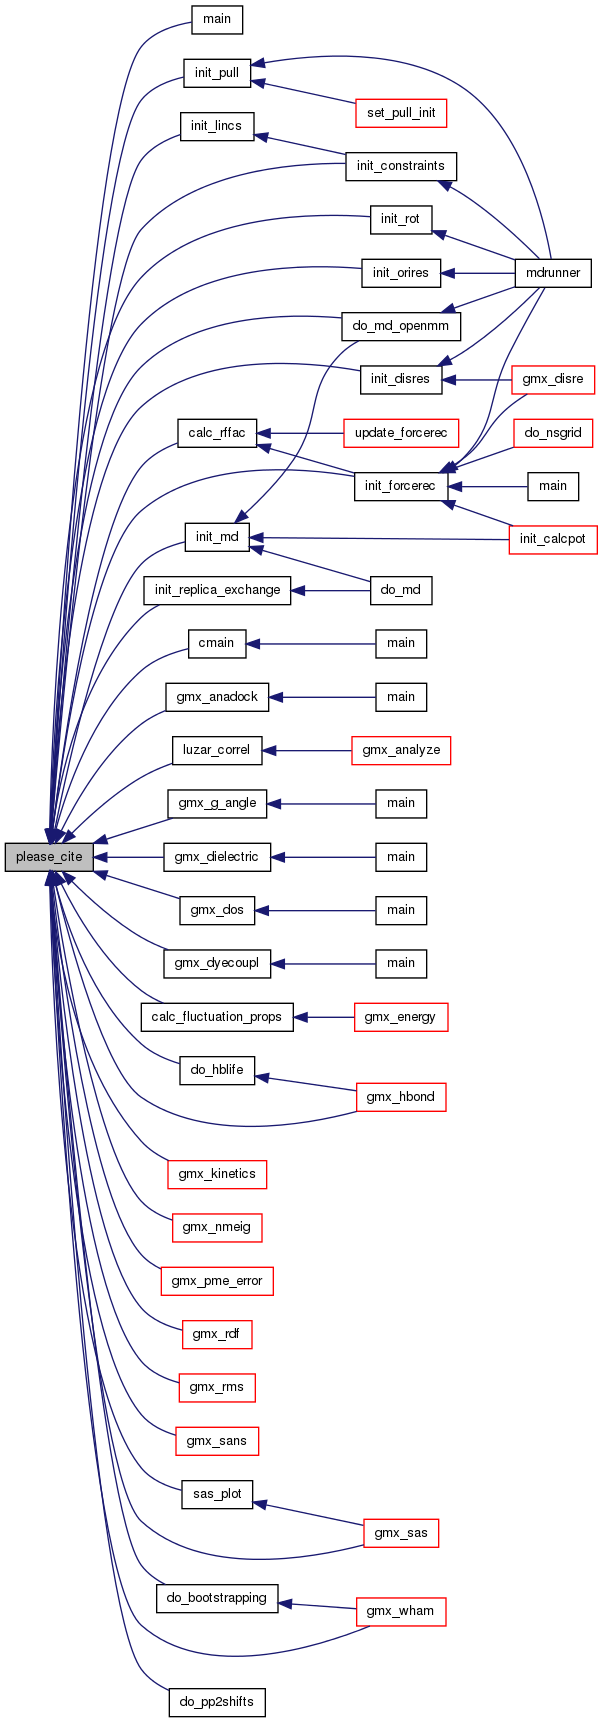 main
init_pull
set_pull_init
init_lincs
init_constraints
init_rot
init_orires
mdrunner
do_md_openmm
init_disres
gmx_disre
calc_rffac
update_forcerec
do_nsgrid
init_forcerec
main
init_md
init_calcpot
init_replica_exchange
do_md
cmain
main
gmx_anadock
main
luzar_correl
gmx_analyze
gmx_g_angle
main
please_cite
gmx_dielectric
main
gmx_dos
main
gmx_dyecoupl
main
calc_fluctuation_props
gmx_energy
do_hblife
gmx_hbond
gmx_kinetics
gmx_nmeig
gmx_pme_error
gmx_rdf
gmx_rms
gmx_sans
sas_plot
gmx_sas
do_bootstrapping
gmx_wham
do_pp2shifts